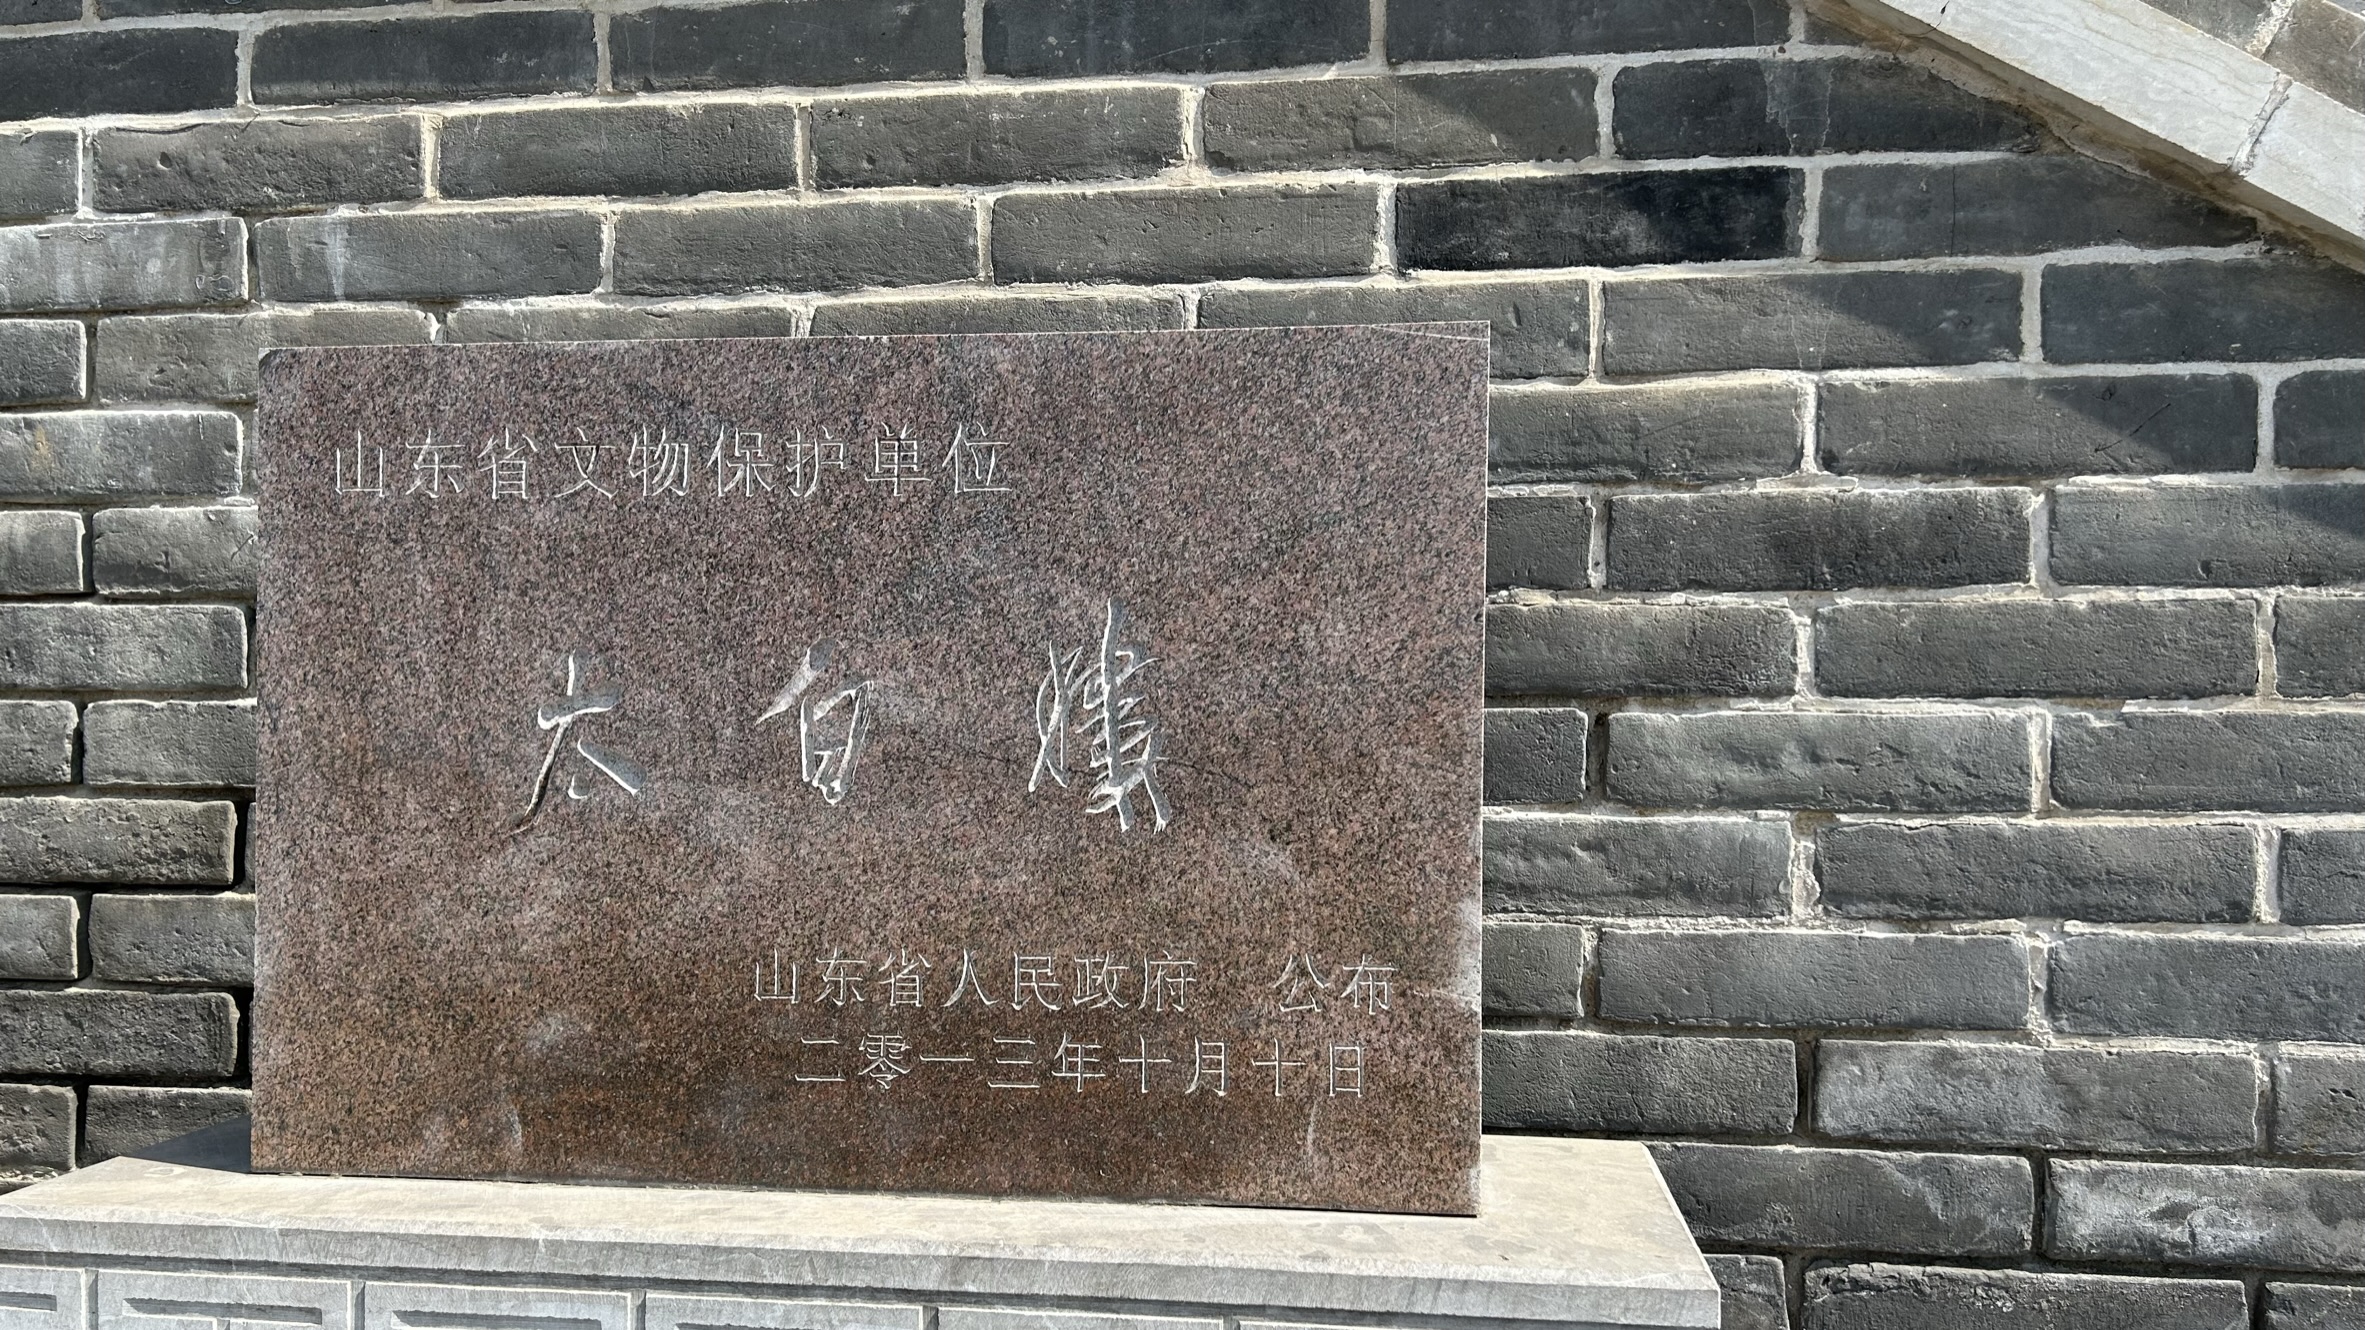 山东省文物保护单位
太白楼
山东省人民政府　公布
二零一三年十月十日